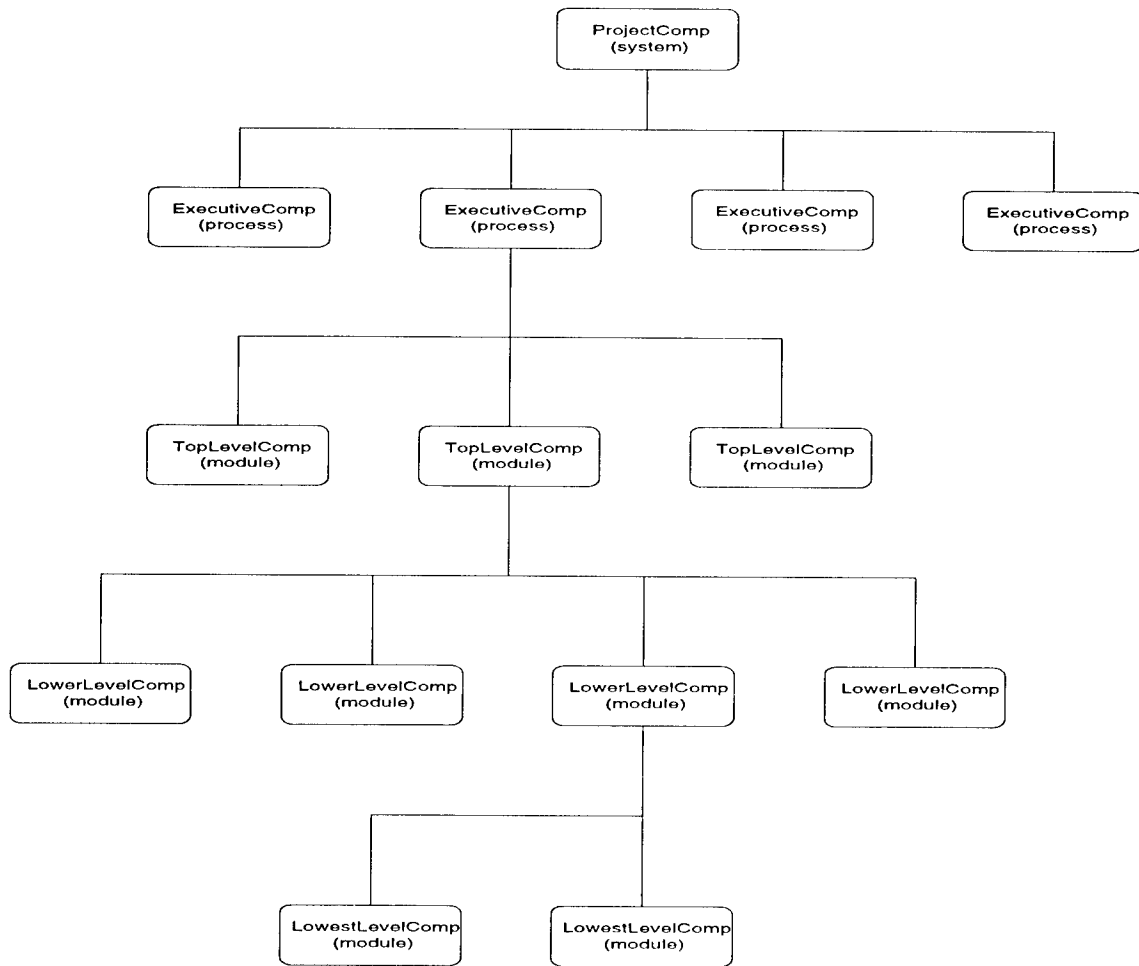 ProjectComp
(system)
ExecutiveComp
(process)
ExecutiveComp
(process)
ExecutiveComp
(process)
ExecutiveComp
(process)
TopLevelComp
(module)
TopLevelComp
(module)
TopLevelComp
(module)
LowerLevelComp
(module)
LowerLevelComp
(module)
LowerLevelComp
(module)
LowerLevelComp
(module)
LowestLevelComp
(module)
LowestLevelComp
(module)